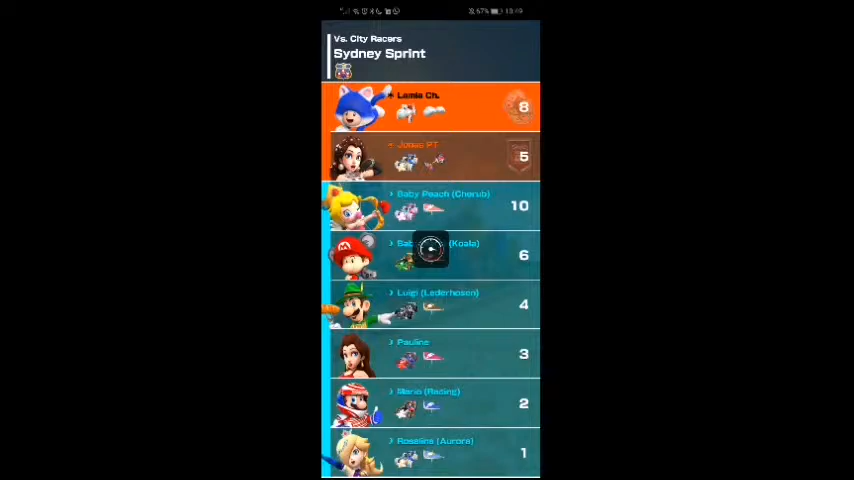 67%
Vs. City Racers
Sydney Sprint
Lamia Ch.
8
Jonas PT
5
Baby Peach (Cherub)
10
(Koala)
6
Luigi (Lederhosen)
4
Pauline
3
Mario (Racing)
2
Rosalina (Aurora)
1